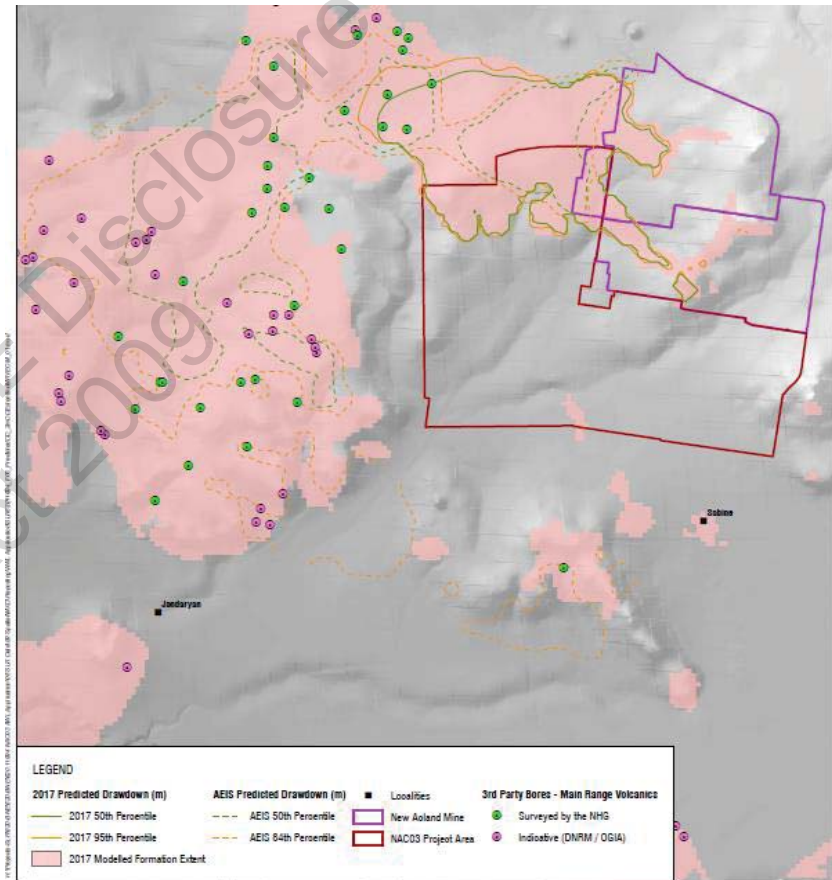 Disclosure
ct 2009
Sabine
Jondaryan
LEGEND
2017 Predicted Drawdown (m)
2017 50th Percentile
2017 95th Percentile
2017 Modelled Formation Extent
AEIS Predicted Drawdown (m)
AEIS 50th Percentile
AEIS 84th Percentile
Localities
New Acland Mine
NAC03 Project Area
3rd Party Bores - Main Range Volcanics
Surveyed by the NHG
Indicative (DNRM / OGIA)